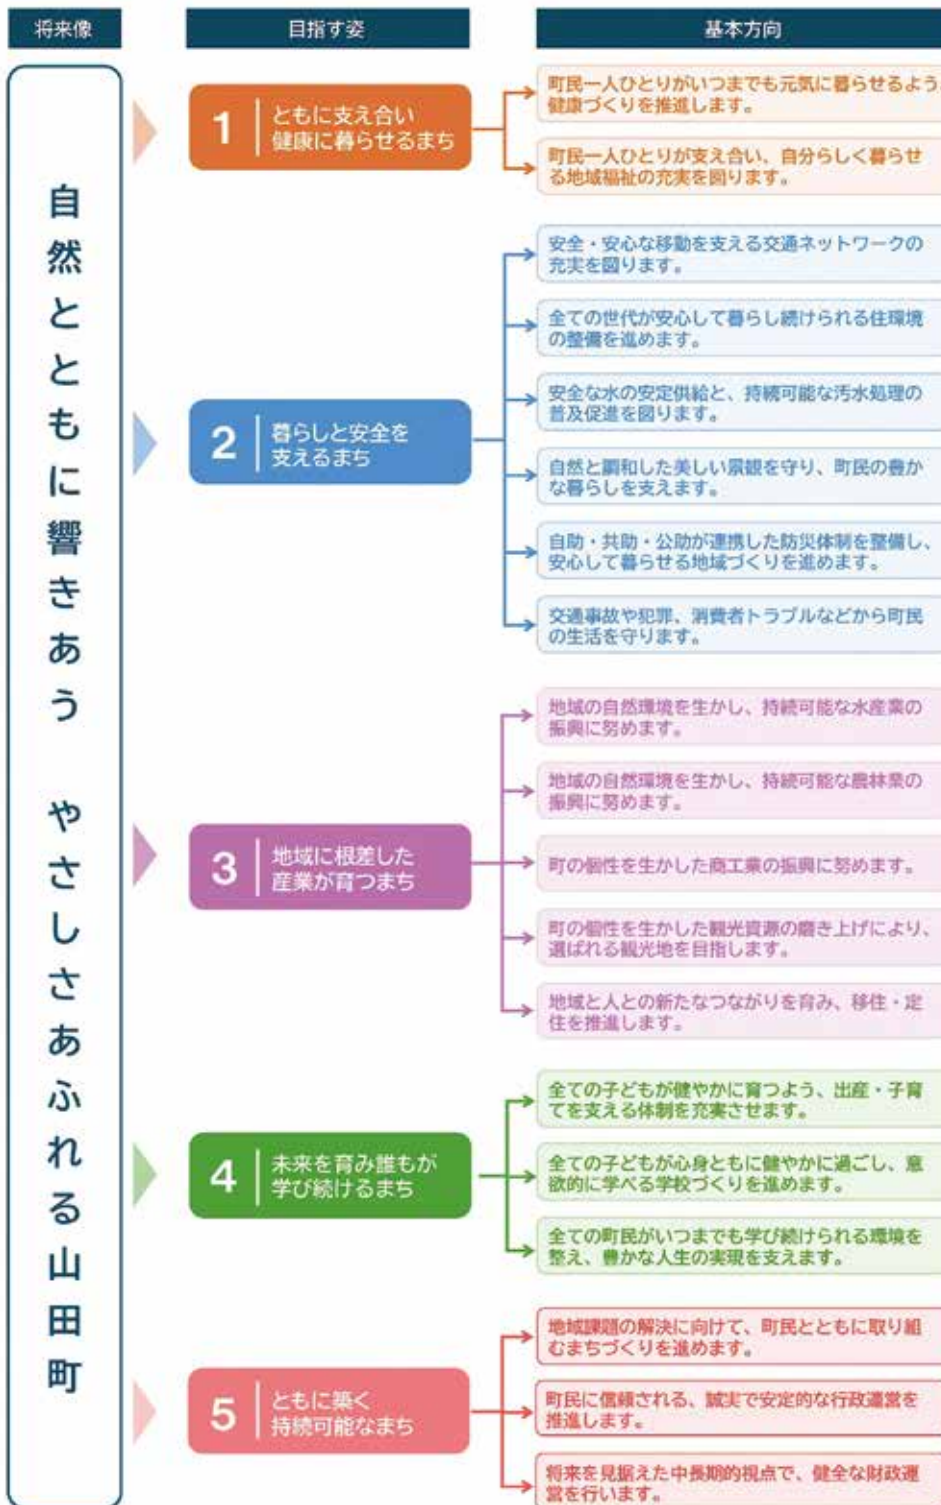 将来像
目指す姿
基本方向
自然とともに響きあう やさしさあふれる山田町
1
ともに支え合い
健康に暮らせるまち
町民一人ひとりがいつまでも元気に暮らせるよう
健康づくりを推進します。
町民一人ひとりが支え合い、自分らしく暮らせ
る地域福祉の充実を図ります。
2
暮らしと安全を
支えるまち
安全・安心な移動を支える交通ネットワークの
充実を図ります。
全ての世代が安心して暮らし続けられる住環境
の整備を進めます。
安全な水の安定供給と、持続可能な汚水処理の
普及促進を図ります。
自然と調和した美しい景観を守り、町民の豊か
な暮らしを支えます。
自助・共助・公助が連携した防災体制を整備し、
安心して暮らせる地域づくりを進めます。
交通事故や犯罪、消費者トラブルなどから町民
の生活を守ります。
3
地域に根差した
産業が育つまち
地域の自然環境を生かし、持続可能な水産業の
振興に努めます。
地域の自然環境を生かし、持続可能な農林業の
振興に努めます。
町の個性を生かした商工業の振興に努めます。
町の個性を生かした観光資源の磨き上げにより、
選ばれる観光地を目指します。
地域と人との新たなつながりを育み、移住・定
住を推進します。
4
未来を育み誰もが
学び続けるまち
全ての子どもが健やかに育つよう、出産・子育
てを支える体制を充実させます。
全ての子どもが心身ともに健やかに過ごし、意
欲的に学べる学校づくりを進めます。
全ての町民がいつまでも学び続けられる環境を
整え、豊かな人生の実現を支えます。
5
ともに築く
持続可能なまち
地域課題の解決に向けて、町民とともに取り組
むまちづくりを進めます。
町民に信頼される、誠実で安定的な行政運営を
推進します。
将来を見据えた中長期的視点で、健全な財政運
営を行います。